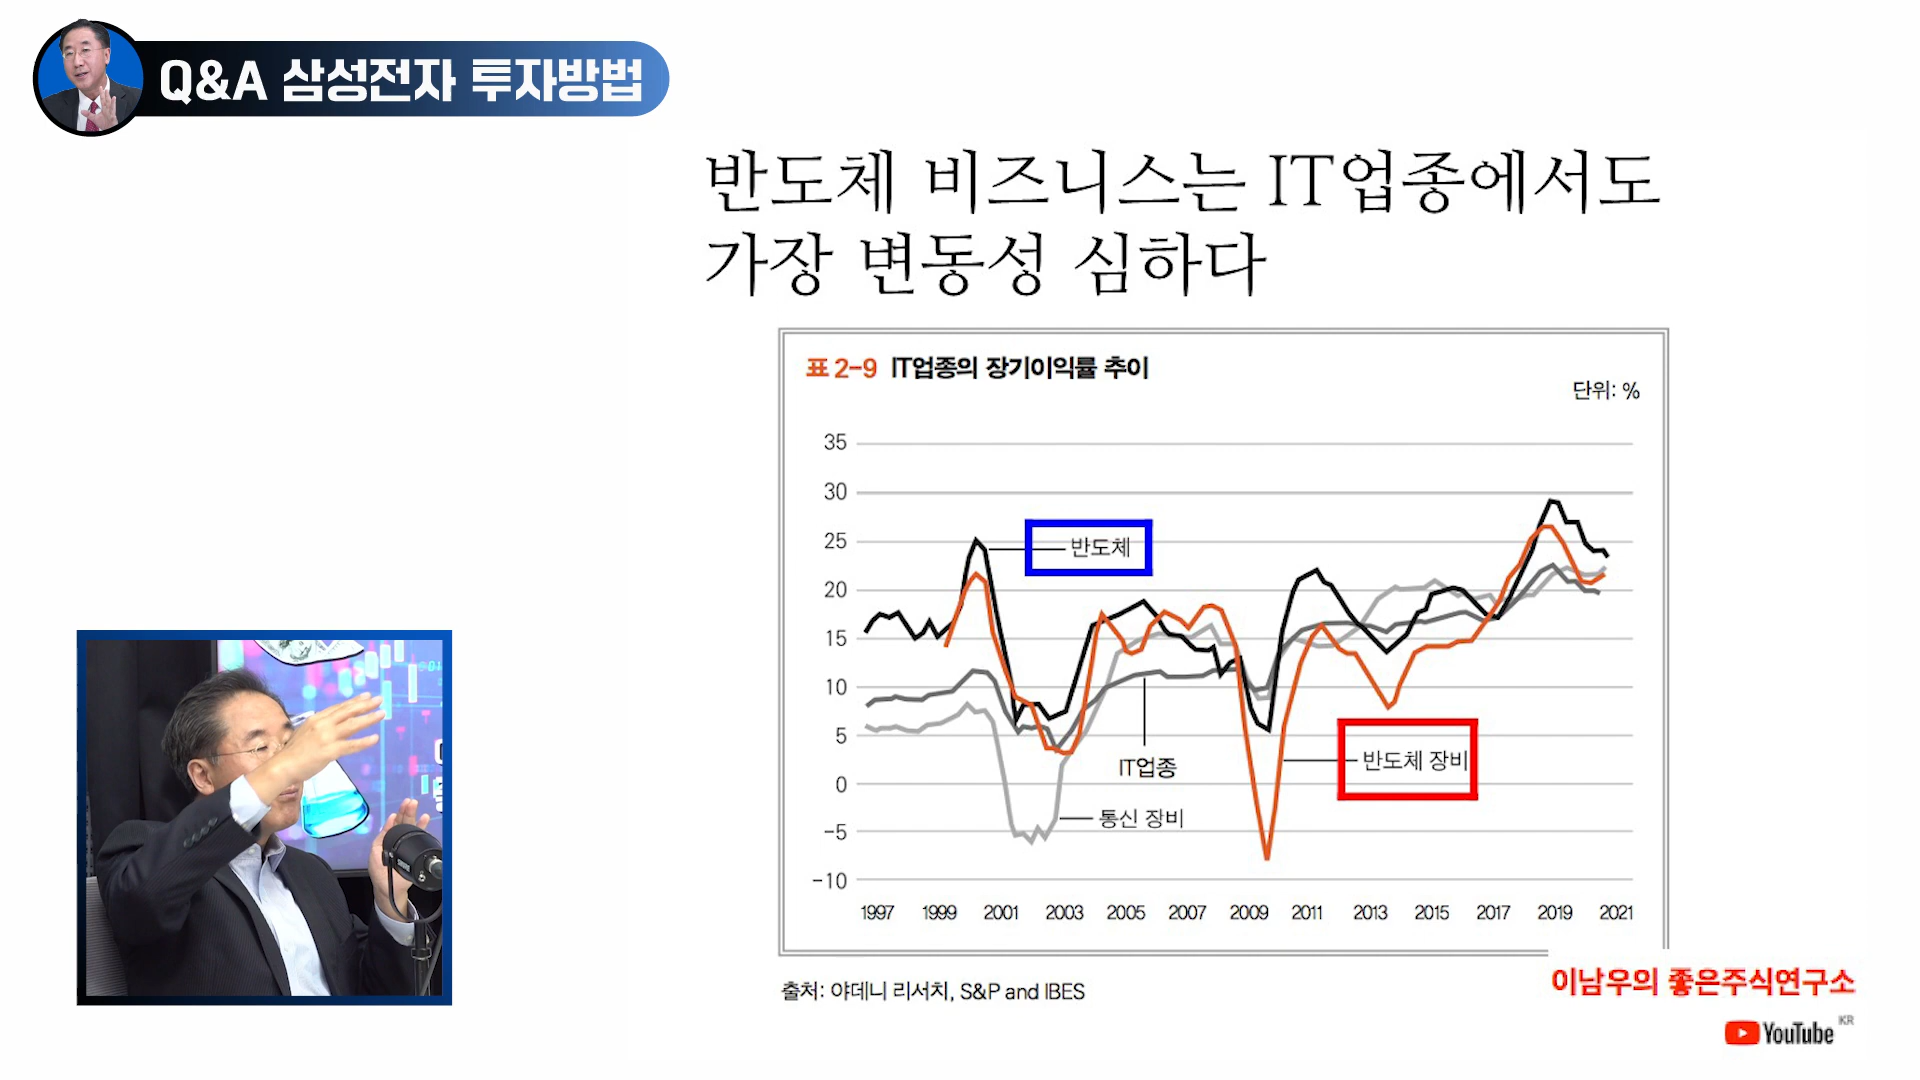 Q&A 삼성전자 투자방법
반도체 비즈니스는 IT업종에서도
가장 변동성 심하다
표 2-9 IT업종의 장기이익률 추이
단위: %
35
30
25
20
15
10
5
0
-5
-10
반도체
IT업종
통신 장비
반도체 장비
1997 1999 2001 2003 2005 2007 2009 2011 2013 2015 2017 2019 2021
출처: 야데니 리서치, S&P and IBES
이남우의 좋은주식연구소
YouTube KR